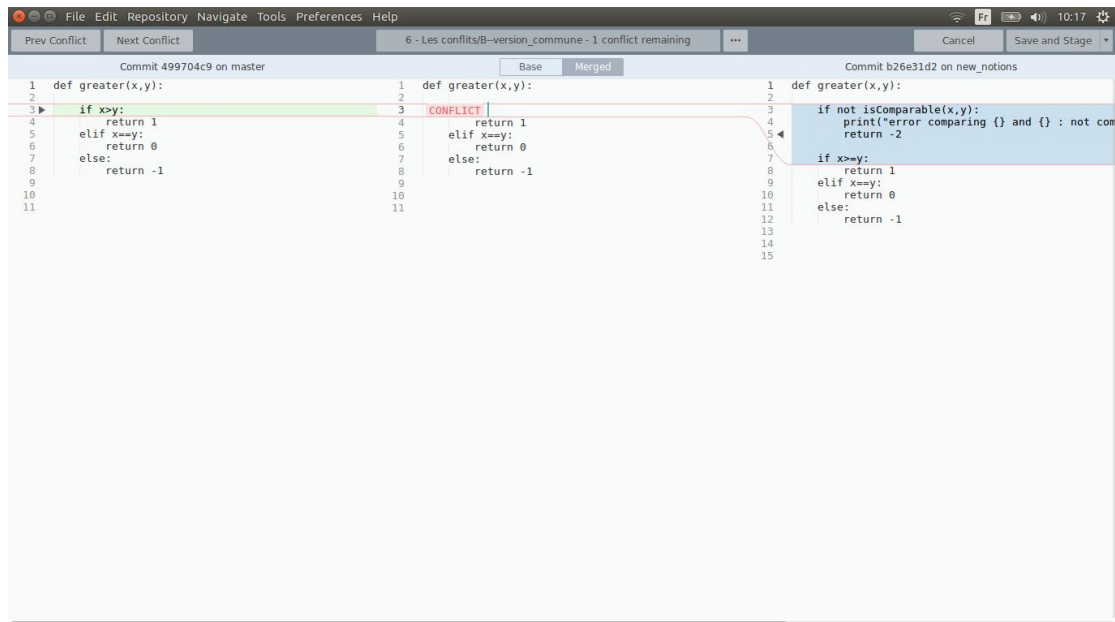 File Edit Repository Navigate Tools Preferences Help Fr 10:17
Prev Conflict Next Conflict 6 - Les conflits/B--version_commune - 1 conflict remaining ••• Cancel Save and Stage
Commit 499704c9 on master
1 def greater(x,y):
2
3 if x>y:
4 return 1
5 elif x==y:
6 return 0
7 else:
8 return -1
9
10
11
Base Merged
1 def greater(x,y):
2
3 CONFLICT
4 return 1
5 elif x==y:
6 return 0
7 else:
8 return -1
9
10
11
Commit b26e31d2 on new_notions
1 def greater(x,y):
2
3 if not isComparable(x,y):
4 print("error comparing {} and {} : not com
5 return -2
6
7 if x>=y:
8 return 1
9 elif x==y:
10 return 0
11 else:
12 return -1
13
14
15